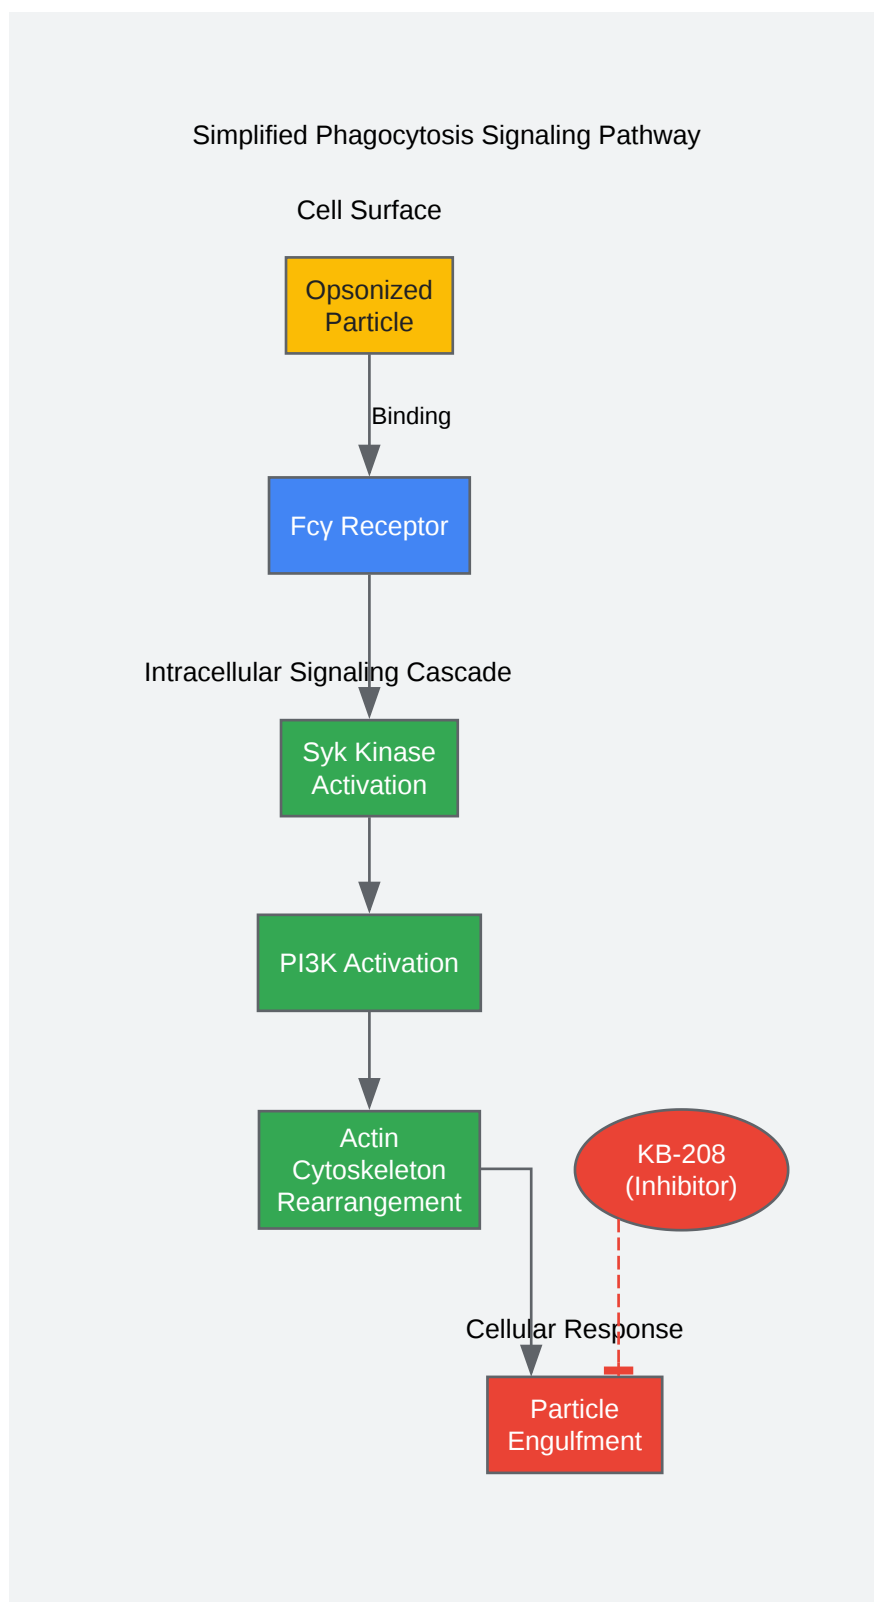 Simplified Phagocytosis Signaling Pathway
Cell Surface
Opsonized
Particle
Binding
Fcγ Receptor
Intracellular Signaling Cascade
Syk Kinase
Activation
PI3K Activation
Actin
Cytoskeleton
Rearrangement
KB-208
(Inhibitor)
Cellular Response
Particle
Engulfment